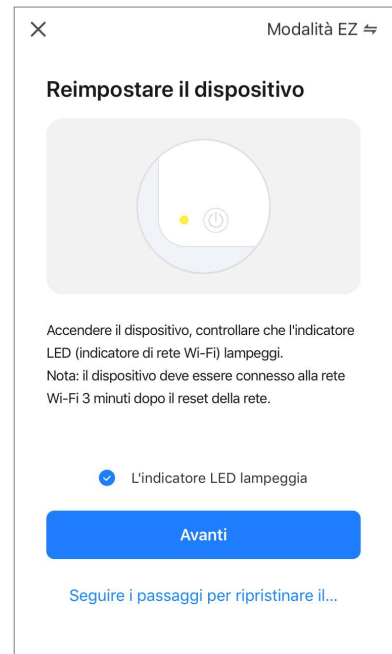 Modalità EZ
Reimpostare il dispositivo
Accendere il dispositivo, controllare che l'indicatore
LED (indicatore di rete Wi-Fi) lampeggi.
Nota: il dispositivo deve essere connesso alla rete
Wi-Fi 3 minuti dopo il reset della rete.
L'indicatore LED lampeggia
Avanti
Seguire i passaggi per ripristinare il...